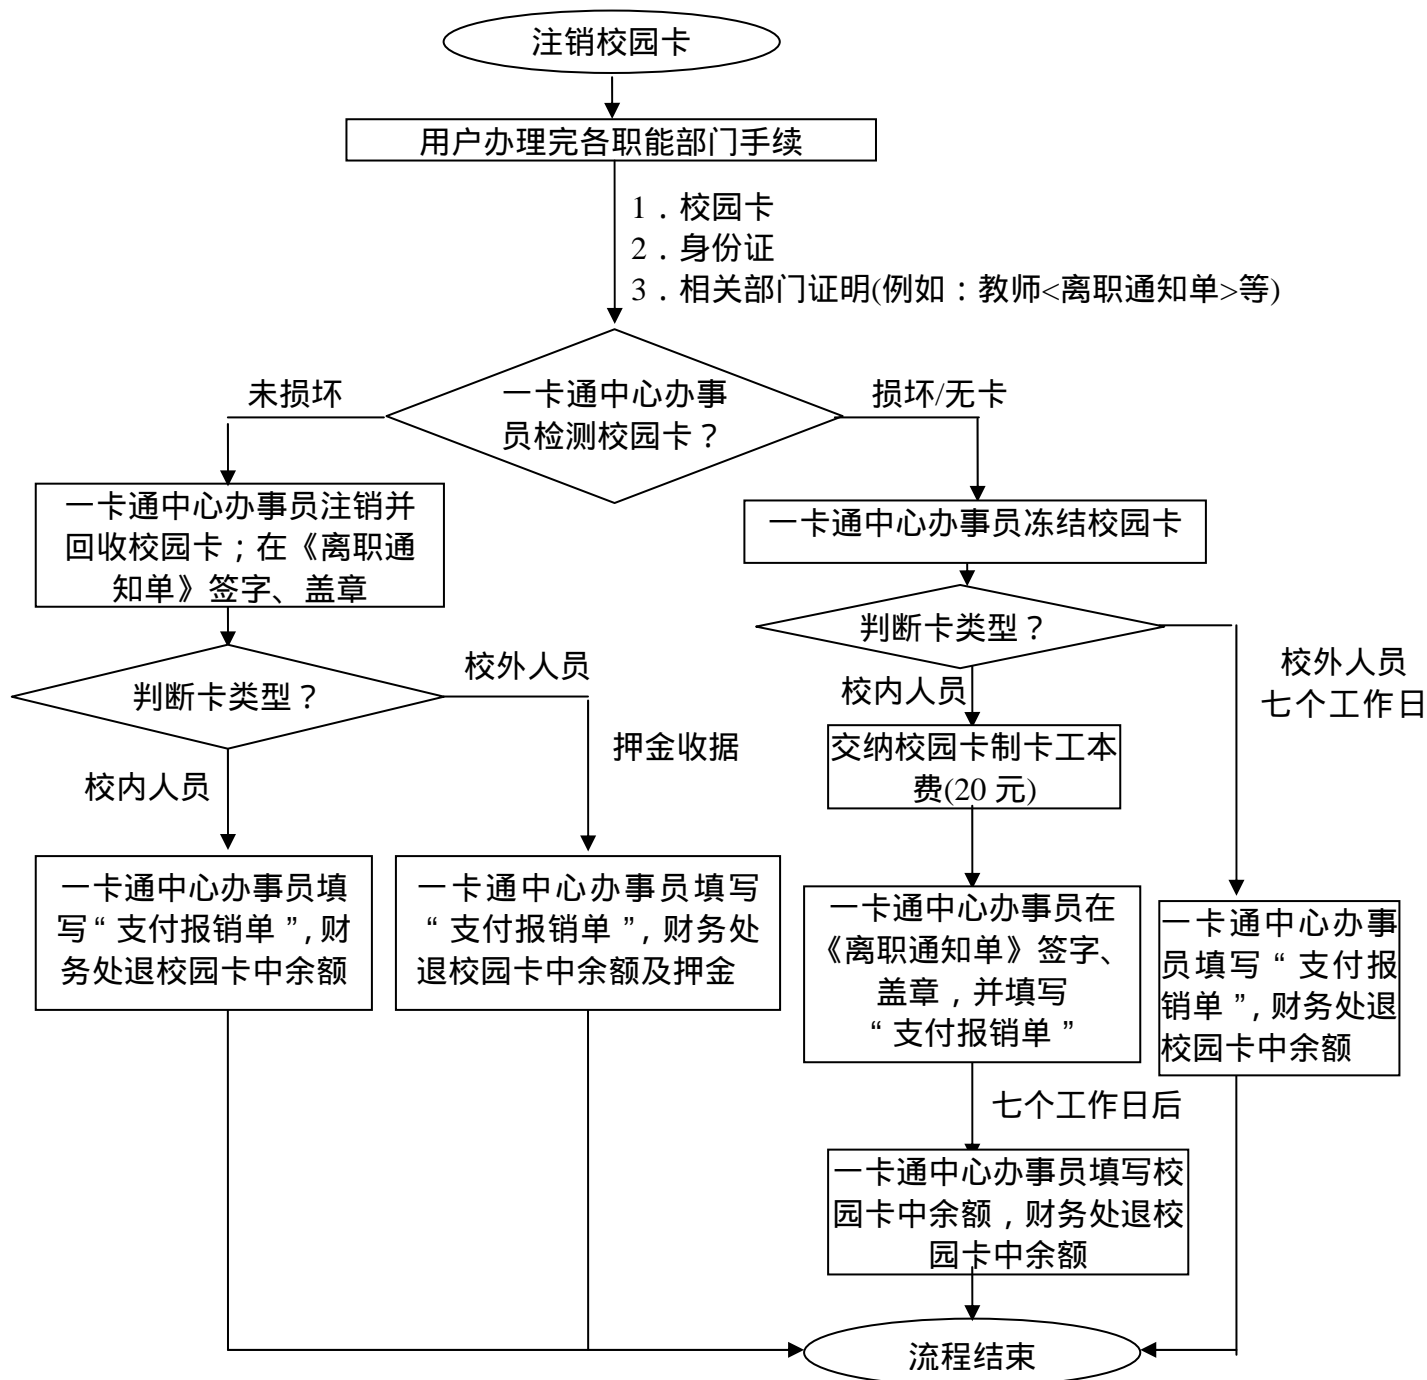 注销校园卡
用户办理完各职能部门手续
1．校园卡
2．身份证
3．相关部门证明(例如：教师<离职通知单>等)
一卡通中心办事
员检测校园卡？
未损坏
损坏/无卡
一卡通中心办事员注销并
回收校园卡；在《离职通
知单》签字、盖章
一卡通中心办事员冻结校园卡
判断卡类型？
校外人员
七个工作日
校内人员
判断卡类型？
校外人员
押金收据
校内人员
交纳校园卡制卡工本
费(20 元)
一卡通中心办事员填
写“支付报销单”，财
务处退校园卡中余额
一卡通中心办事员填写
“支付报销单”，财务处
退校园卡中余额及押金
一卡通中心办事员在
《离职通知单》签字、
盖章，并填写
“支付报销单”
一卡通中心办事
员填写“支付报
销单”，财务处退
校园卡中余额
七个工作日后
一卡通中心办事员填写校
园卡中余额，财务处退校
园卡中余额
流程结束